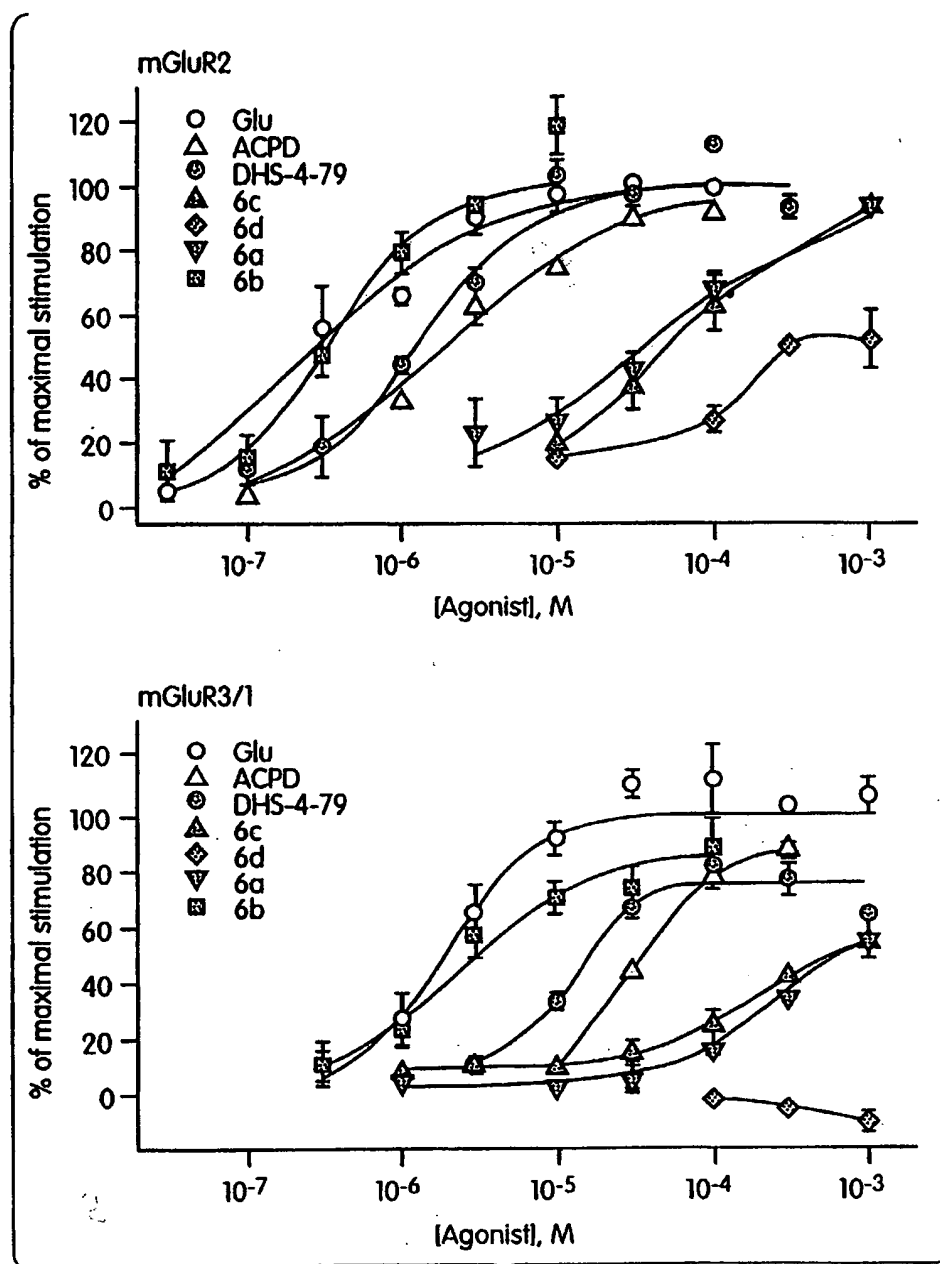 mGluR2
Glu
ACPD
DHS-4-79
6c
6d
6a
6b
% of maximal stimulation
120
100
80
60
40
20
0
10-7
10-6
10-5
10-4
10-3
[Agonist], M
mGluR3/1
Glu
ACPD
DHS-4-79
6c
6d
6a
6b
% of maximal stimulation
120
100
80
60
40
20
0
10-7
10-6
10-5
10-4
10-3
[Agonist], M